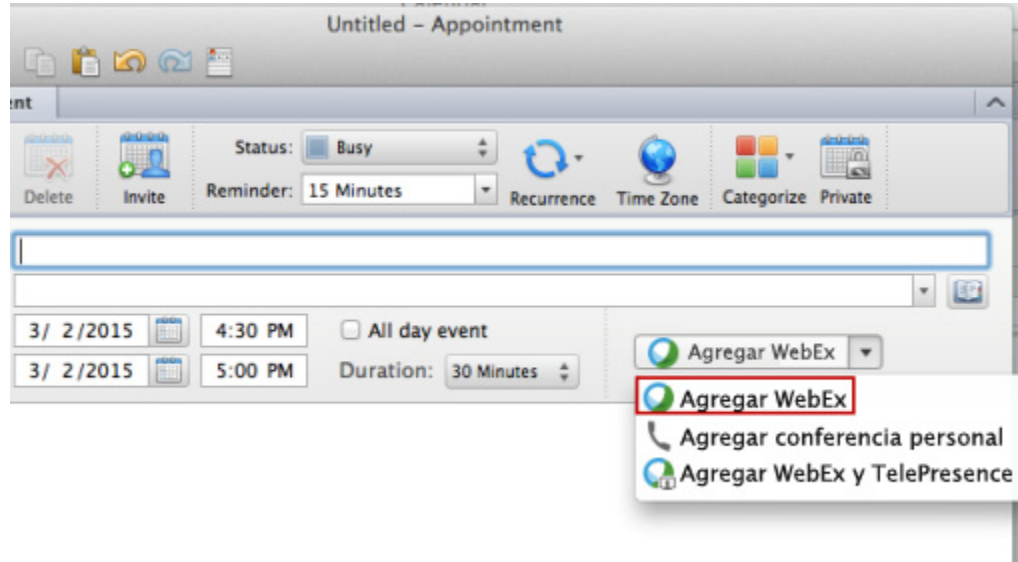 Untitled – Appointment
Status: Busy
Delete Invite Reminder: 15 Minutes Recurrence Time Zone Categorize Private
3/ 2/2015 4:30 PM All day event
Agregar WebEx
3/ 2/2015 5:00 PM Duration: 30 Minutes
Agregar WebEx
Agregar conferencia personal
Agregar WebEx y TelePresence